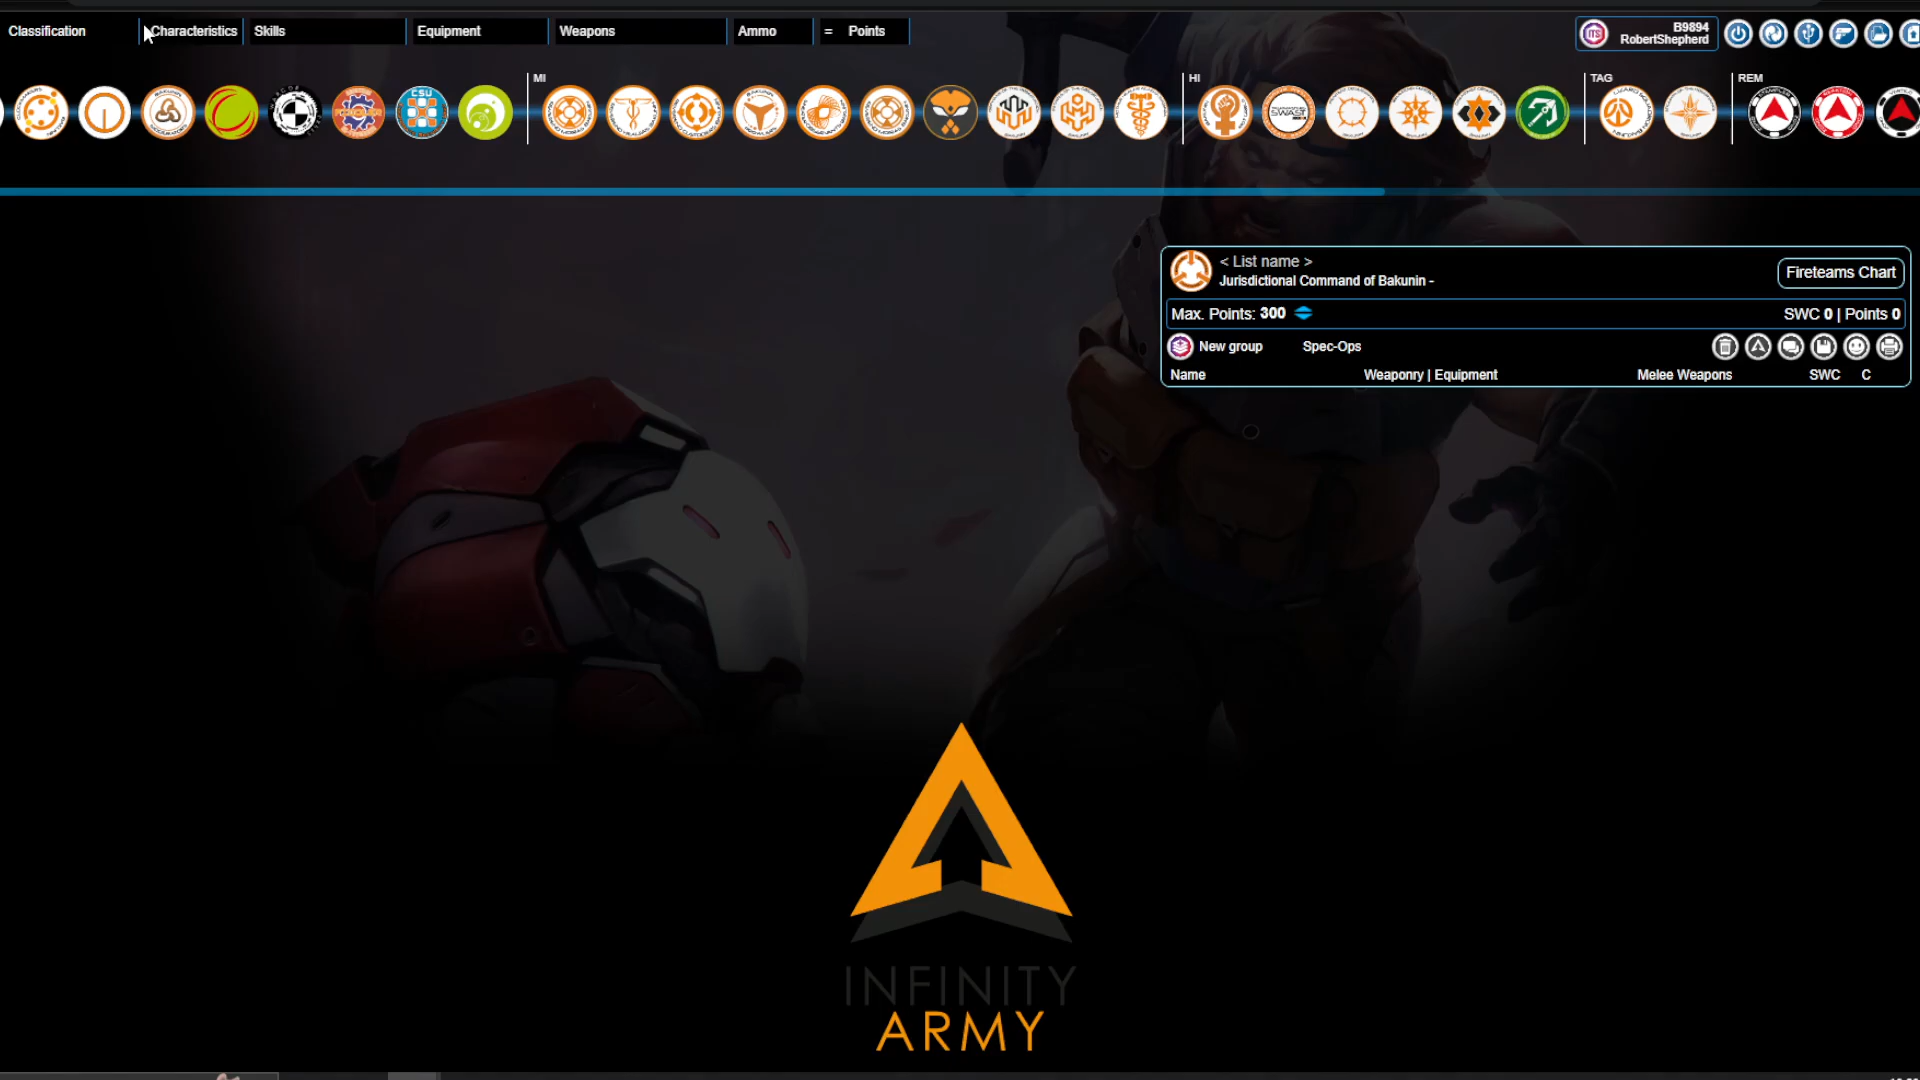 Classification
Characteristics
Skills
Equipment
Weapons
Ammo
=
Points
B9894
RobertShepherd
MI
HI
TAG
REM
CSU
SWAST
< List name >
Jurisdictional Command of Bakunin -
Fireteams Chart
Max. Points: 300
SWC 0 | Points 0
New group
Spec-Ops
Name
Weaponry | Equipment
Melee Weapons
SWC
C
INFINITY
ARMY